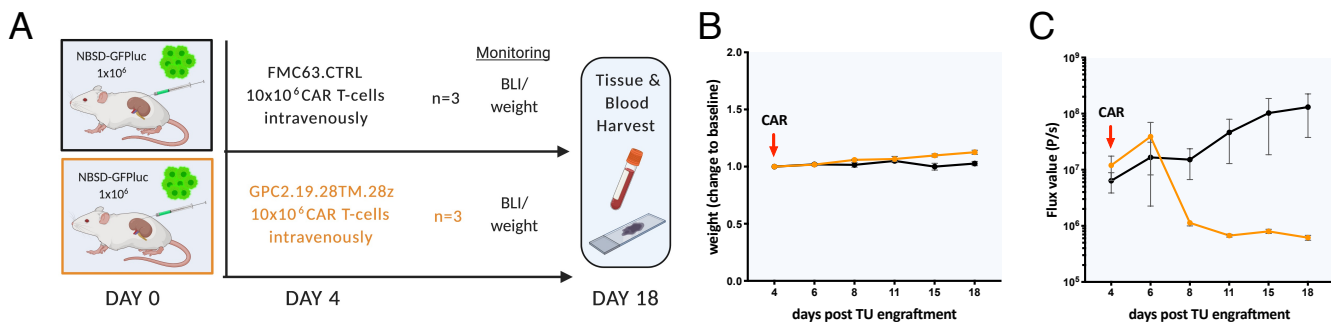 A
NBSD-GFPluc
1x10⁶
FMC63.CTRL
10x10⁶CAR T-cells
intravenously
n=3
Monitoring
BLI/
weight
NBSD-GFPluc
1x10⁶
GPC2.19.28TM.28z
10x10⁶CAR T-cells
intravenously
n=3
BLI/
weight
Tissue &
Blood
Harvest
DAY 0
DAY 4
DAY 18
B
weight (change to baseline)
2.0
1.5
1.0
0.5
0.0
CAR
4 6 8 11 15 18
days post TU engraftment
C
Flux value (P/s)
10⁹
10⁸
10⁷
10⁶
10⁵
CAR
4 6 8 11 15 18
days post TU engraftment